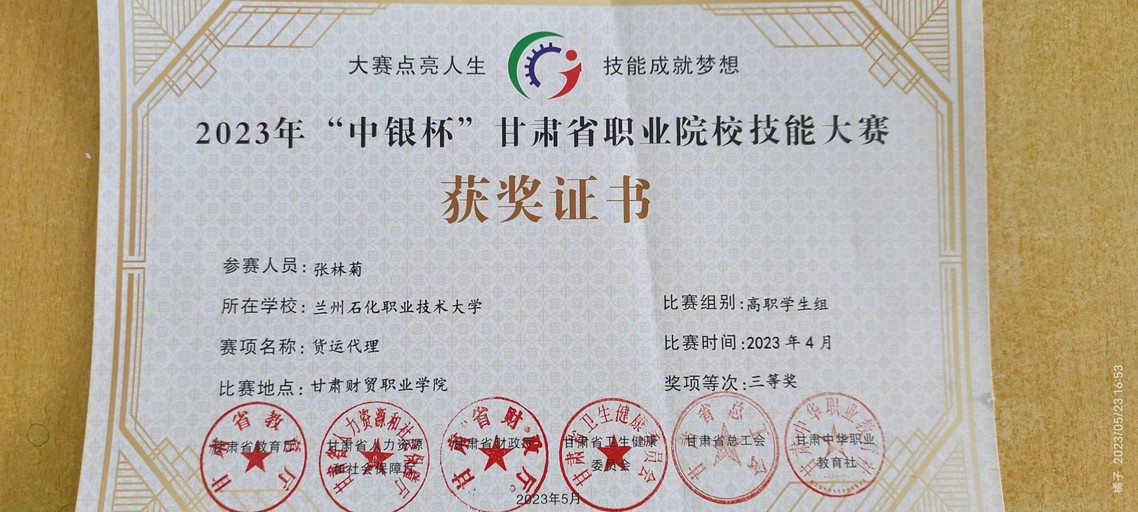 大赛点亮人生 技能成就梦想
2023年“中银杯”甘肃省职业院校技能大赛
获奖证书
参赛人员：张林菊
所在学校：兰州石化职业技术大学 比赛组别：高职学生组
赛项名称：货运代理 比赛时间：2023 年 4 月
比赛地点：甘肃财贸职业学院 奖项等次：三等奖
甘肃省教育厅 甘肃省人力资源 甘肃省财政厅 甘肃省卫生健康 甘肃省总工会 甘肃中华职业
省社会保障厅 委员会 教育社
2023年5月
橘子 2023/05/23 16:53